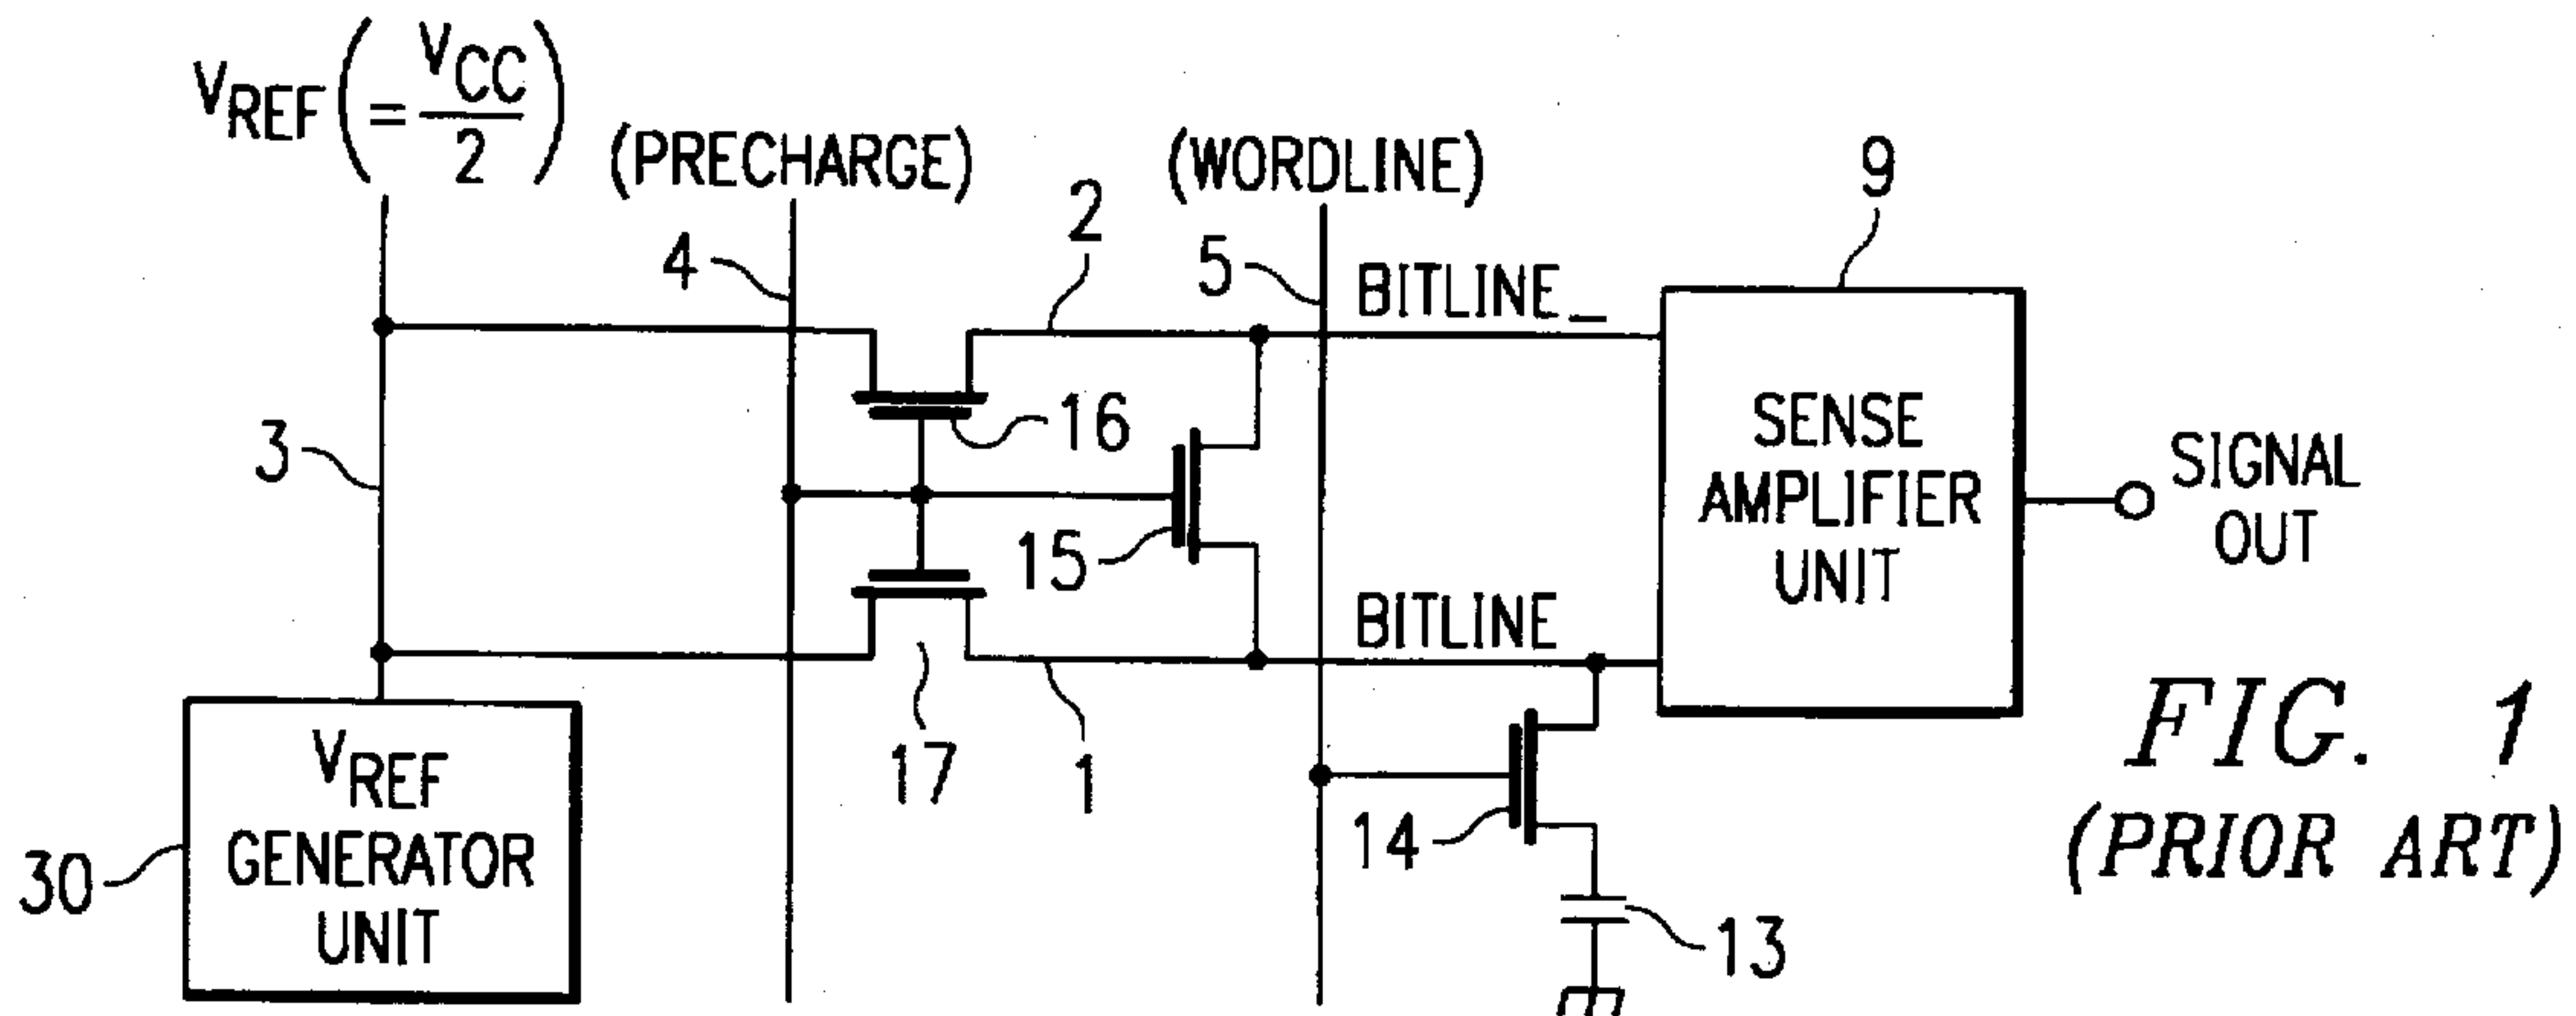 VREF(=VCC/2)
(PRECHARGE)
(WORDLINE)
9
2
4
5
BITLINE_
16
SENSE
AMPLIFIER
UNIT
3
SIGNAL
OUT
15
BITLINE
17
1
14
VREF
GENERATOR
UNIT
30
13
FIG. 1
(PRIOR ART)